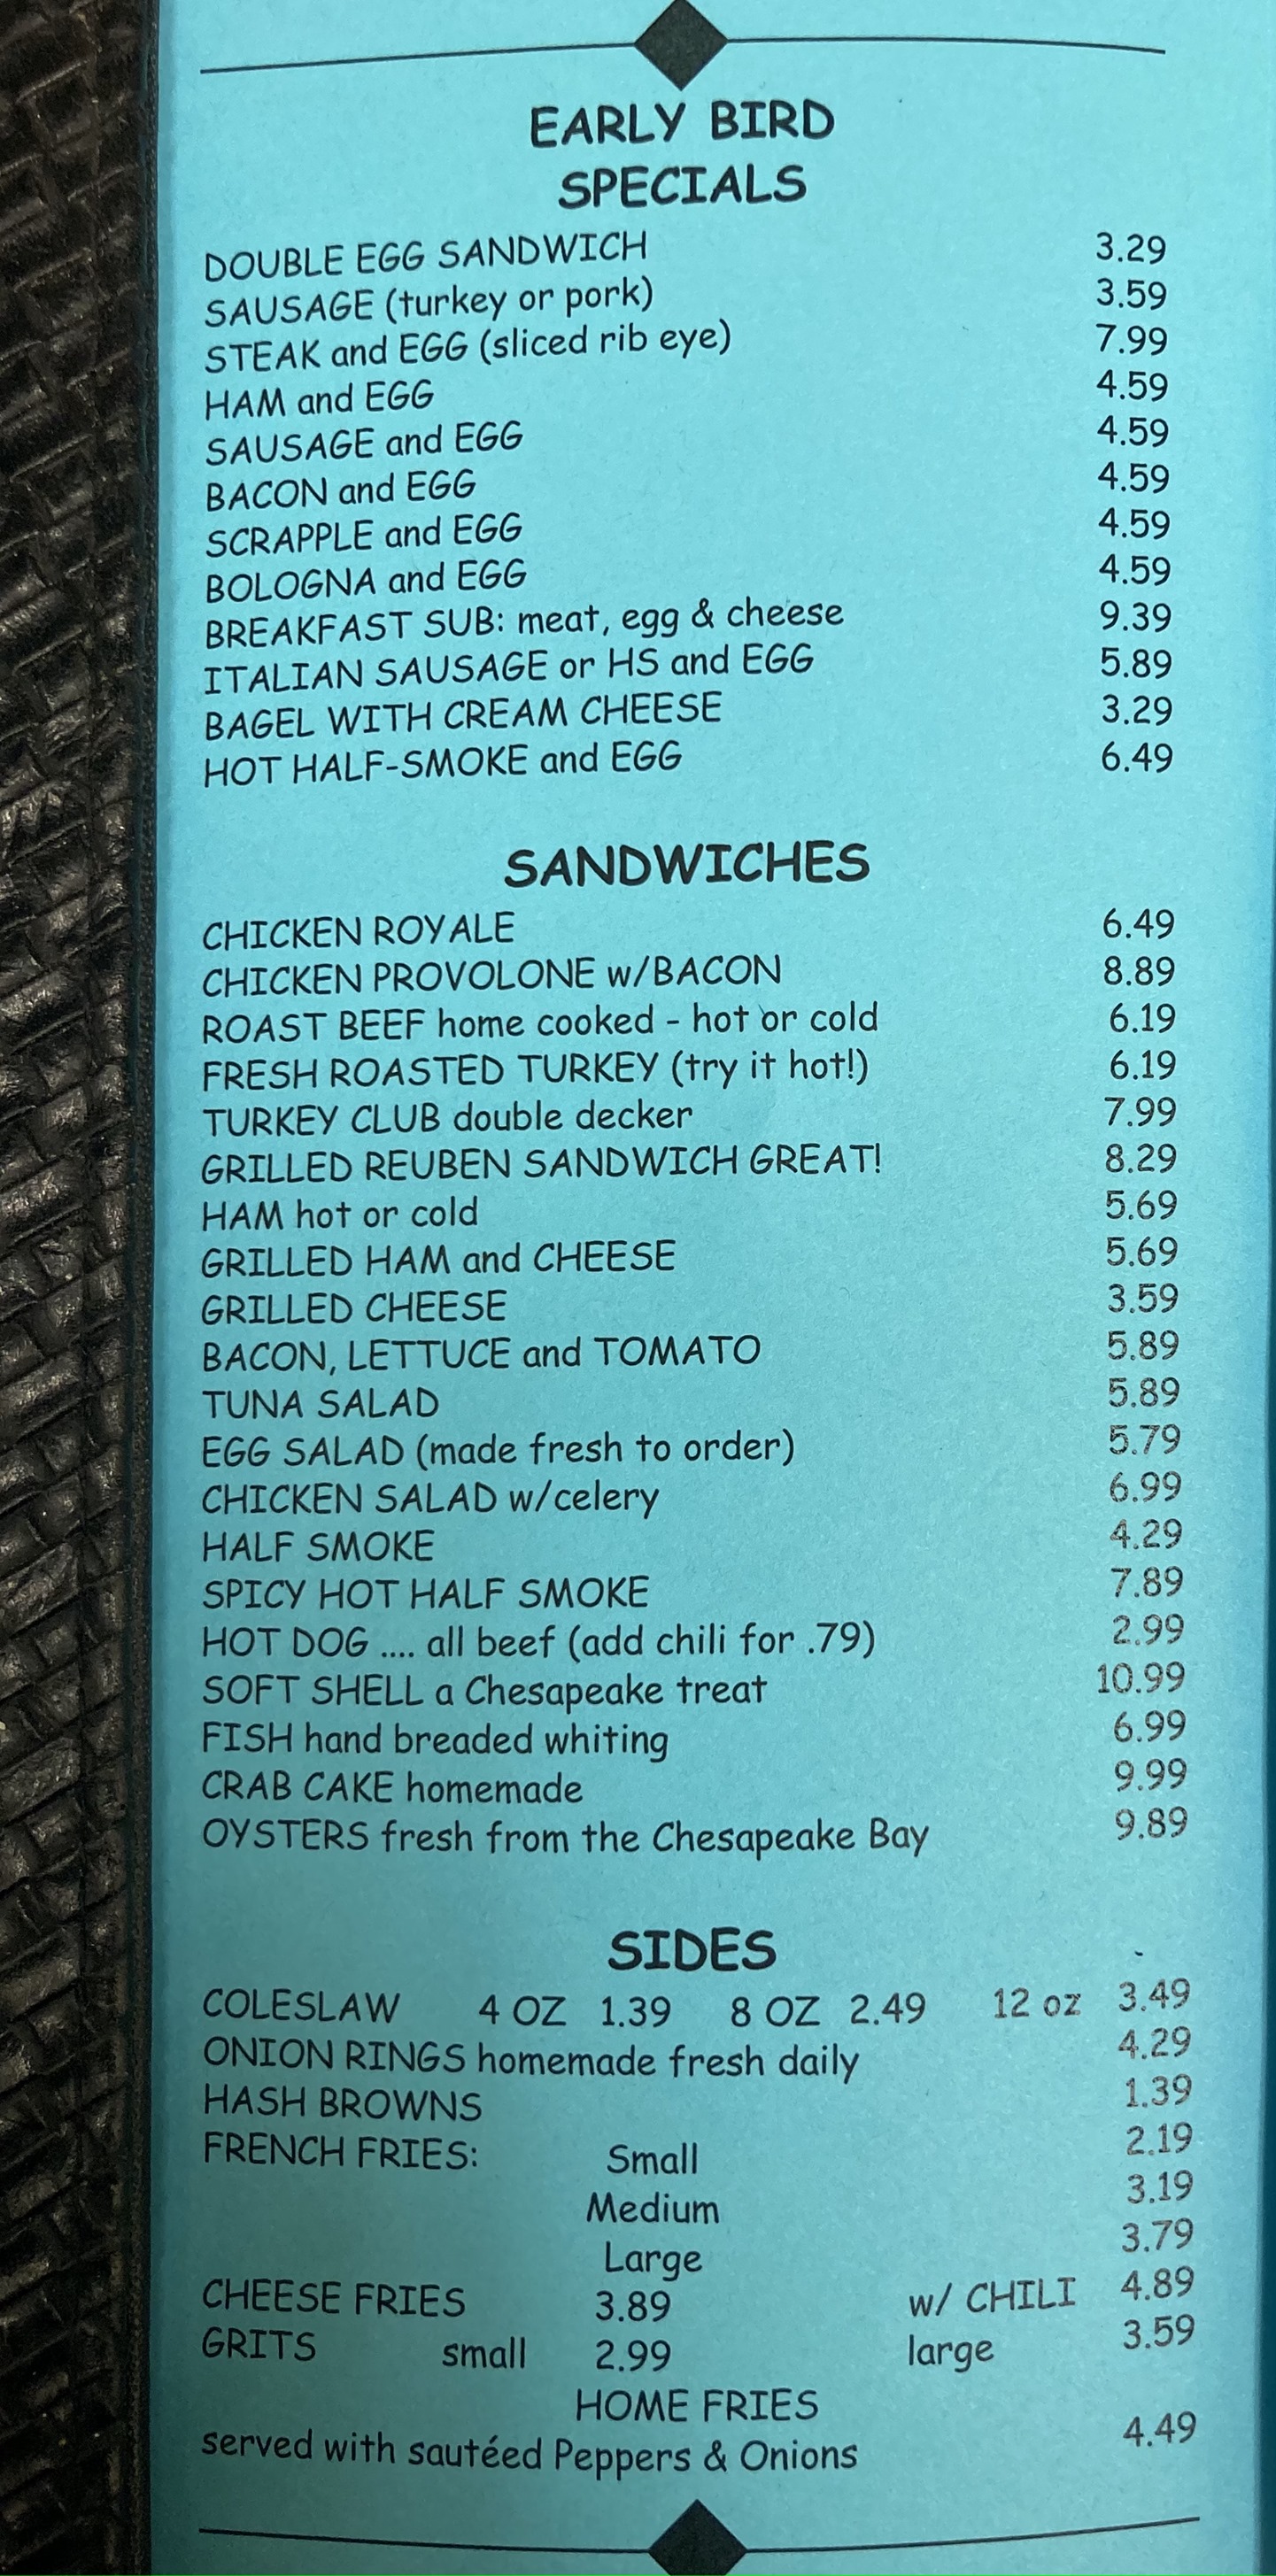 EARLY BIRD
SPECIALS
DOUBLE EGG SANDWICH 3.29
SAUSAGE (turkey or pork) 3.59
STEAK and EGG (sliced rib eye) 7.99
HAM and EGG 4.59
SAUSAGE and EGG 4.59
BACON and EGG 4.59
SCRAPPLE and EGG 4.59
BOLOGNA and EGG 4.59
BREAKFAST SUB: meat, egg & cheese 9.39
ITALIAN SAUSAGE or HS and EGG 5.89
BAGEL WITH CREAM CHEESE 3.29
HOT HALF-SMOKE and EGG 6.49
SANDWICHES
CHICKEN ROYALE 6.49
CHICKEN PROVOLONE w/BACON 8.89
ROAST BEEF home cooked - hot or cold 6.19
FRESH ROASTED TURKEY (try it hot!) 6.19
TURKEY CLUB double decker 7.99
GRILLED REUBEN SANDWICH GREAT! 8.29
HAM hot or cold 5.69
GRILLED HAM and CHEESE 5.69
GRILLED CHEESE 3.59
BACON, LETTUCE and TOMATO 5.89
TUNA SALAD 5.89
EGG SALAD (made fresh to order) 5.79
CHICKEN SALAD w/celery 6.99
HALF SMOKE 4.29
SPICY HOT HALF SMOKE 7.89
HOT DOG .... all beef (add chili for .79) 2.99
SOFT SHELL a Chesapeake treat 10.99
FISH hand breaded whiting 6.99
CRAB CAKE homemade 9.99
OYSTERS fresh from the Chesapeake Bay 9.89
SIDES
COLESLAW 4 OZ 1.39 8 OZ 2.49 12 oz 3.49
ONION RINGS homemade fresh daily 4.29
HASH BROWNS 1.39
FRENCH FRIES: Small 2.19
Medium 3.19
Large 3.79
CHEESE FRIES 3.89 w/ CHILI 4.89
GRITS small 2.99 large 3.59
HOME FRIES
served with sautéed Peppers & Onions 4.49